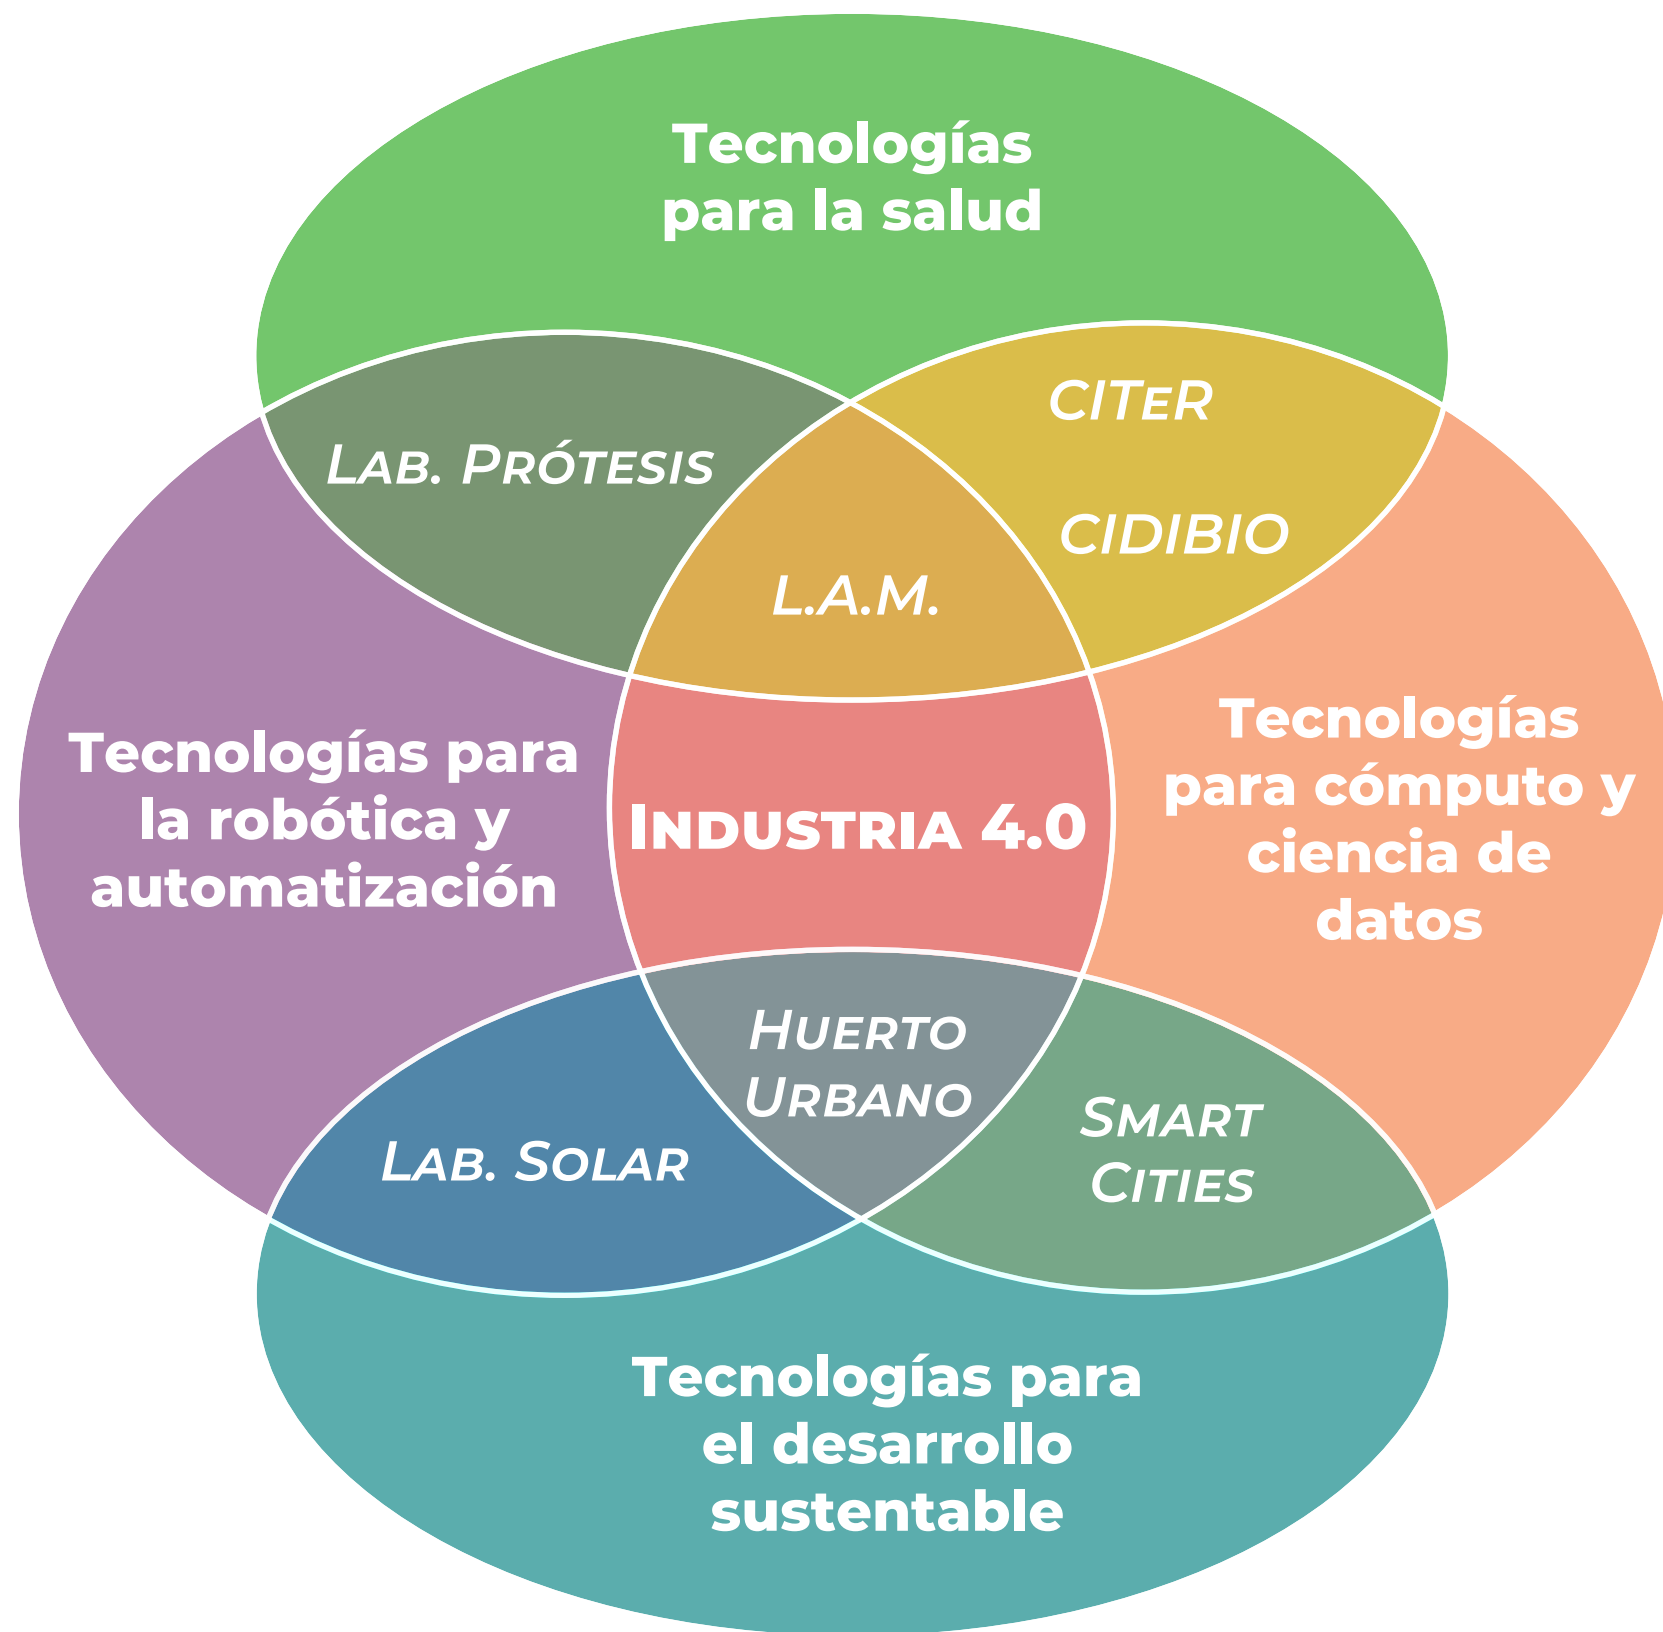 Tecnologías
para la salud
LAB. PRÓTESIS
CITeR
CIDIBIO
L.A.M.
Tecnologías para
la robótica y
automatización
INDUSTRIA 4.0
Tecnologías
para cómputo y
ciencia de
datos
HUERTO
URBANO
LAB. SOLAR
SMART
CITIES
Tecnologías para
el desarrollo
sustentable